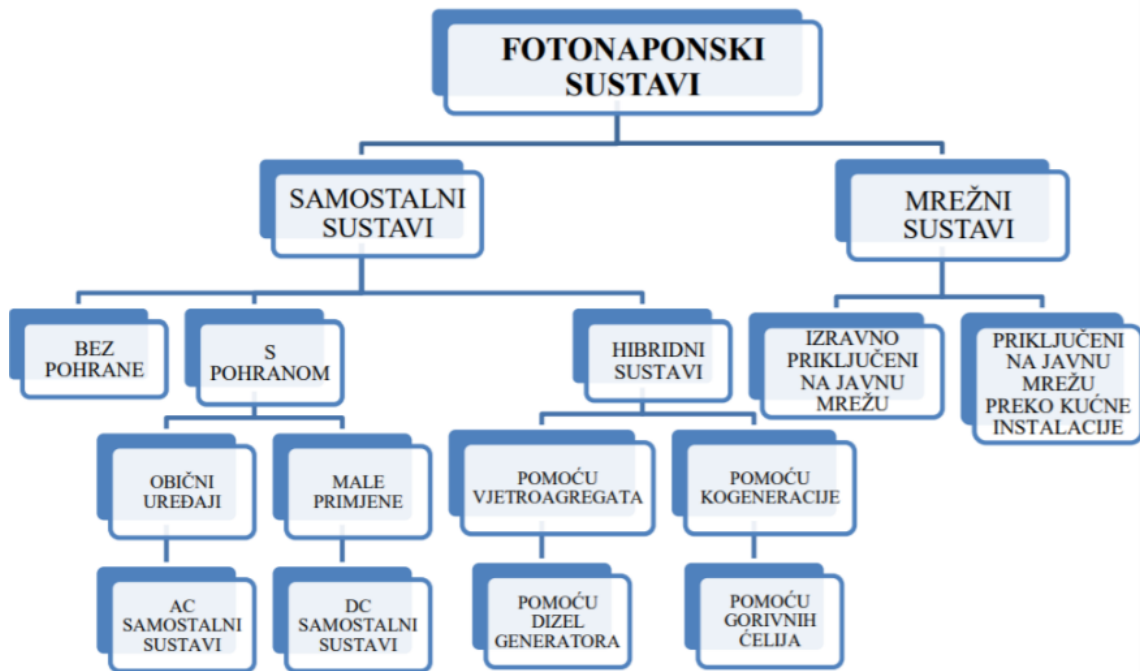 FOTONAPONSKI
SUSTAVI
SAMOSTALNI
SUSTAVI
MREŽNI
SUSTAVI
BEZ
POHRANE
S
POHRANOM
HIBRIDNI
SUSTAVI
IZRAVNO
PRIKLJUČENI
NA JAVNU
MREŽU
PRIKLJUČENI
NA JAVNU
MREŽU
PREKO KUĆNE
INSTALACIJE
OBIČNI
UREĐAJI
MALE
PRIMJENE
POMOĆU
VJETROAGREGATA
POMOĆU
KOGENERACIJE
AC
SAMOSTALNI
SUSTAVI
DC
SAMOSTALNI
SUSTAVI
POMOĆU
DIZEL
GENERATORA
POMOĆU
GORIVNIH
ĆELIJA